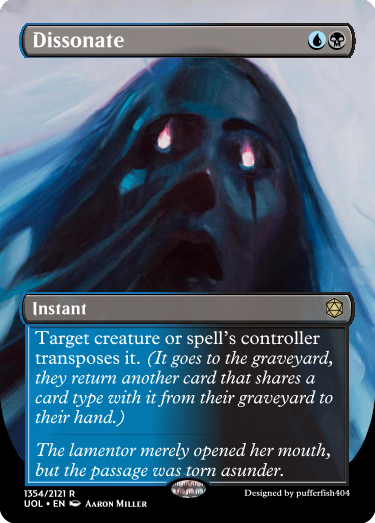 Dissonate
Instant
Target creature or spell's controller
transposes it. (It goes to the graveyard,
they return another card that shares a
card type with it from their graveyard to
their hand.)
The lamentor merely opened her mouth,
but the passage was torn asunder.
1354/2121 R
UOL • EN Aaron Miller
Designed by pufferfish404